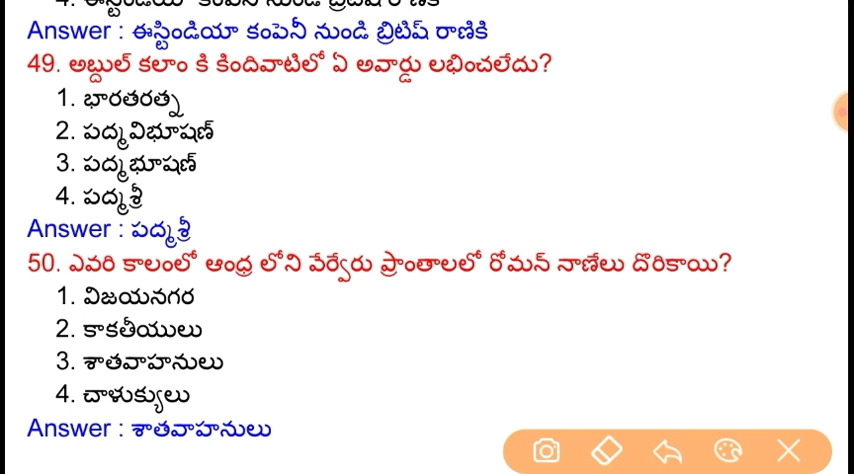 Answer : ఈస్టిండియా కంపెనీ నుండి బ్రిటిష్ రాణికి
49. అబ్దుల్ కలాం కి కిందివాటిలో ఏ అవార్డు లభించలేదు?
1. భారతరత్న
2. పద్మవిభూషణ్
3. పద్మభూషణ్
4. పద్మశ్రీ
Answer : పద్మశ్రీ
50. ఎవరి కాలంలో ఆంధ్ర లోని వేర్వేరు ప్రాంతాలలో రోమన్ నాణేలు దొరికాయి?
1. విజయనగర
2. కాకతీయులు
3. శాతవాహనులు
4. చాళుక్యులు
Answer : శాతవాహనులు